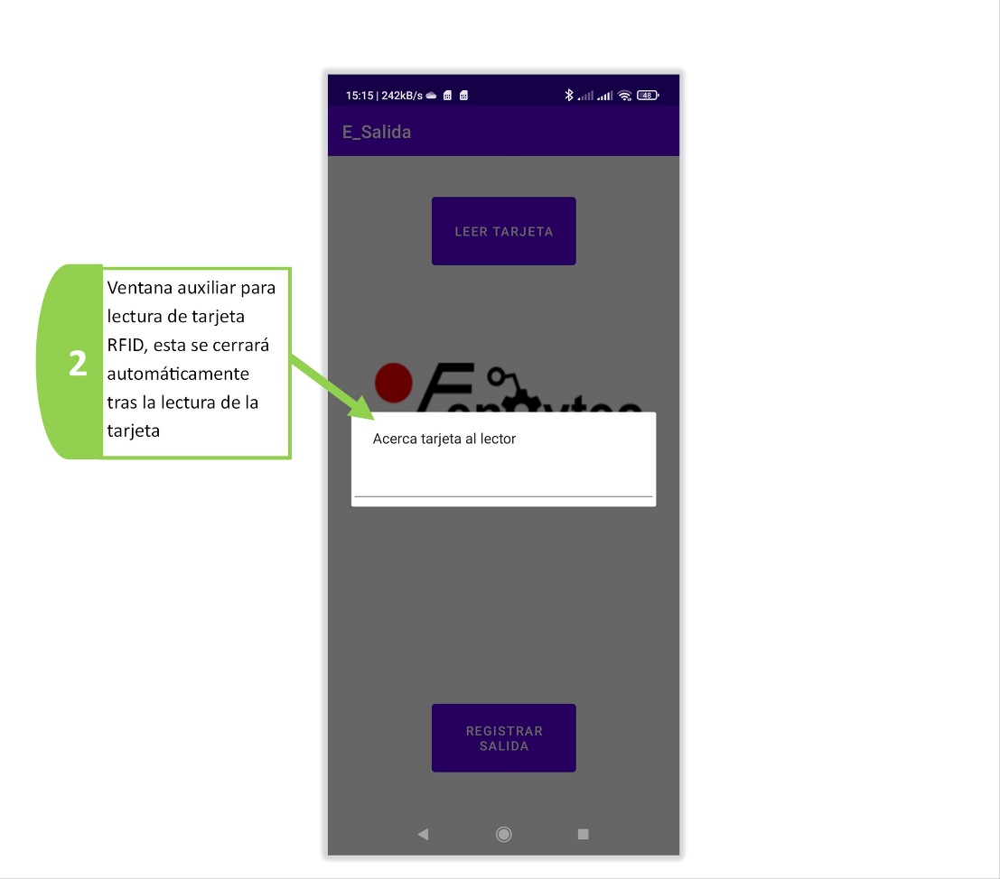 15:15 | 242kB/s
48
E_Salida
LEER TARJETA
Ventana auxiliar para
lectura de tarjeta
RFID, esta se cerrará
automáticamente
tras la lectura de la
tarjeta
2
Acerca tarjeta al lector
REGISTRAR
SALIDA